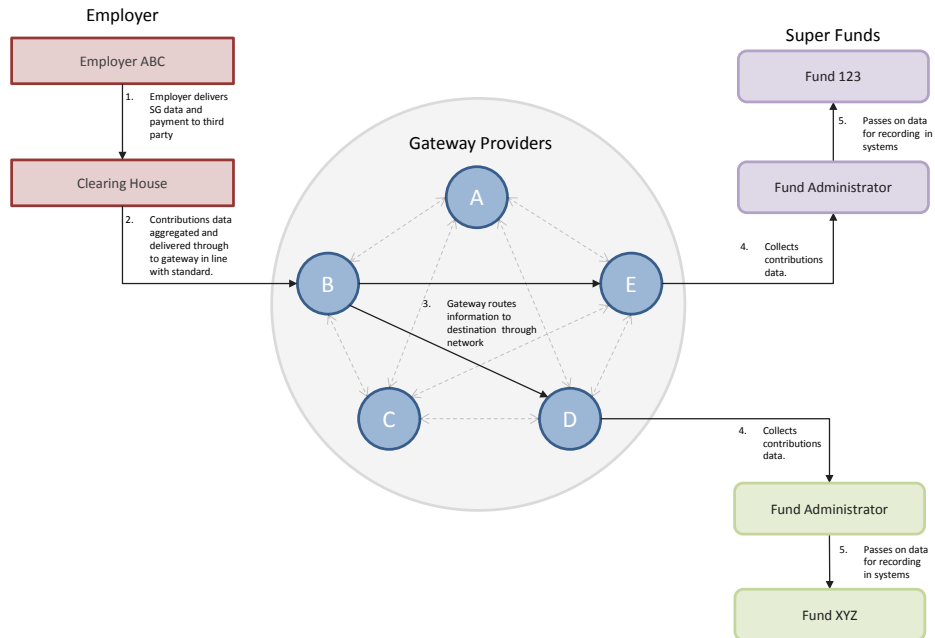 Employer
Employer ABC
1. Employer delivers
SG data and
payment to third
party
Clearing House
2. Contributions data
aggregated and
delivered through
to gateway in line
with standard.
Gateway Providers
A
B
E
3. Gateway routes
information to
destination through
network
C
D
Super Funds
Fund 123
5. Passes on data
for recording in
systems
Fund Administrator
4. Collects
contributions
data.
4. Collects
contributions
data.
Fund Administrator
5. Passes on data
for recording
in systems
Fund XYZ